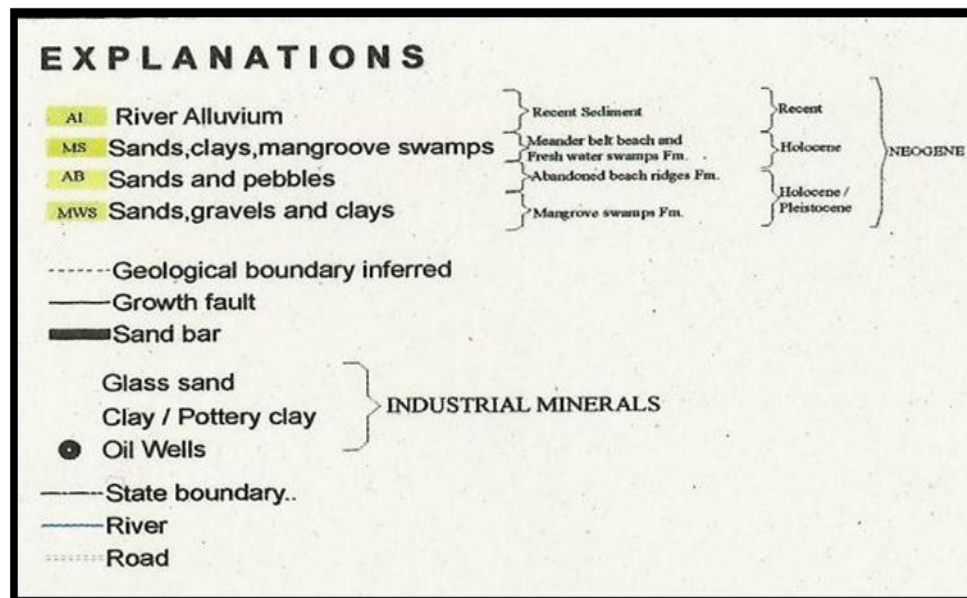 EXPLANATIONS
AI River Alluvium Recent Sediment Recent
MS Sands,clays,mangroove swamps Meander belt beach and Holocene NEOGENE
Fresh water swamps Fm.
AB Sands and pebbles Abandoned beach ridges Fm. Holocene /
MWS Sands,gravels and clays Mangrove swamps Fm. Pleistocene
Geological boundary inferred
Growth fault
Sand bar
Glass sand
Clay / Pottery clay INDUSTRIAL MINERALS
Oil Wells
State boundary..
River
Road